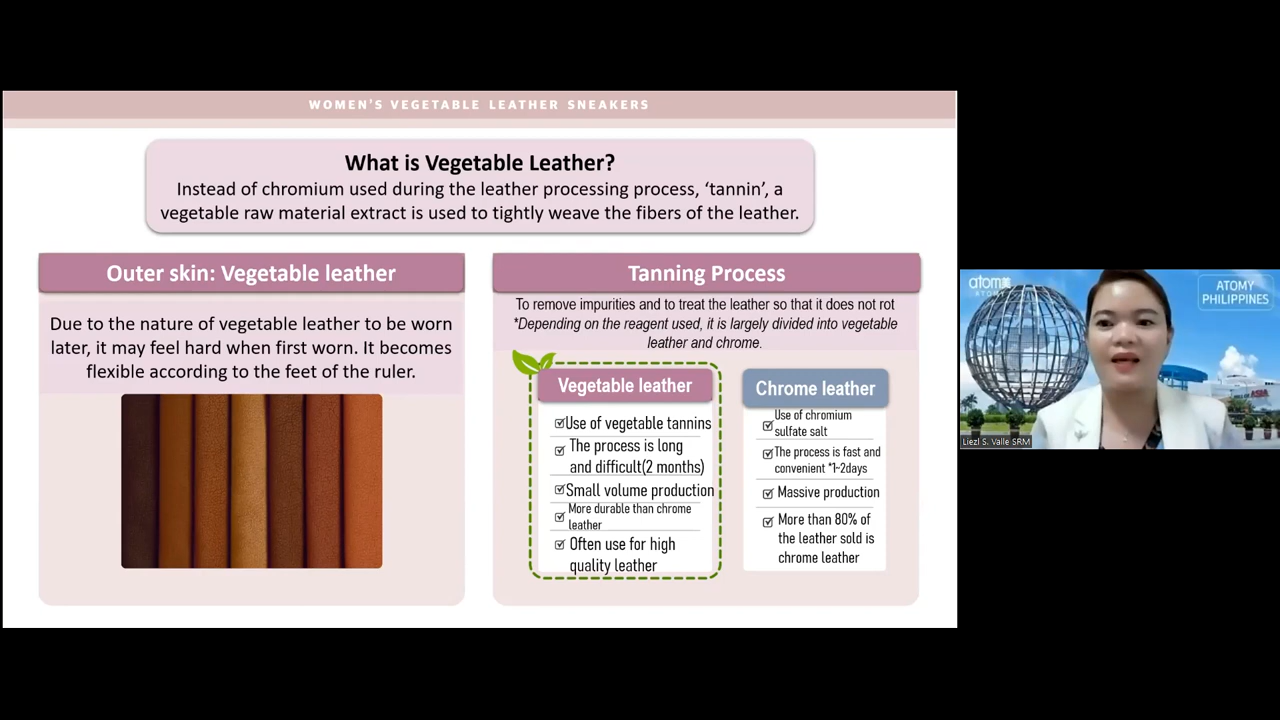 WOMEN'S VEGETABLE LEATHER SNEAKERS
What is Vegetable Leather?
Instead of chromium used during the leather processing process, ‘tannin’, a
vegetable raw material extract is used to tightly weave the fibers of the leather.
Outer skin: Vegetable leather
Due to the nature of vegetable leather to be worn
later, it may feel hard when first worn. It becomes
flexible according to the feet of the ruler.
Tanning Process
To remove impurities and to treat the leather so that it does not rot
*Depending on the reagent used, it is largely divided into vegetable
leather and chrome.
Vegetable leather
Use of vegetable tannins
The process is long
and difficult(2 months)
Small volume production
More durable than chrome
leather
Often use for high
quality leather
Chrome leather
Use of chromium
sulfate salt
The process is fast and
convenient *1~2days
Massive production
More than 80% of
the leather sold is
chrome leather
atomy
ATOMY
PHILIPPINES
ASIA
Liezl S. Valle SRM